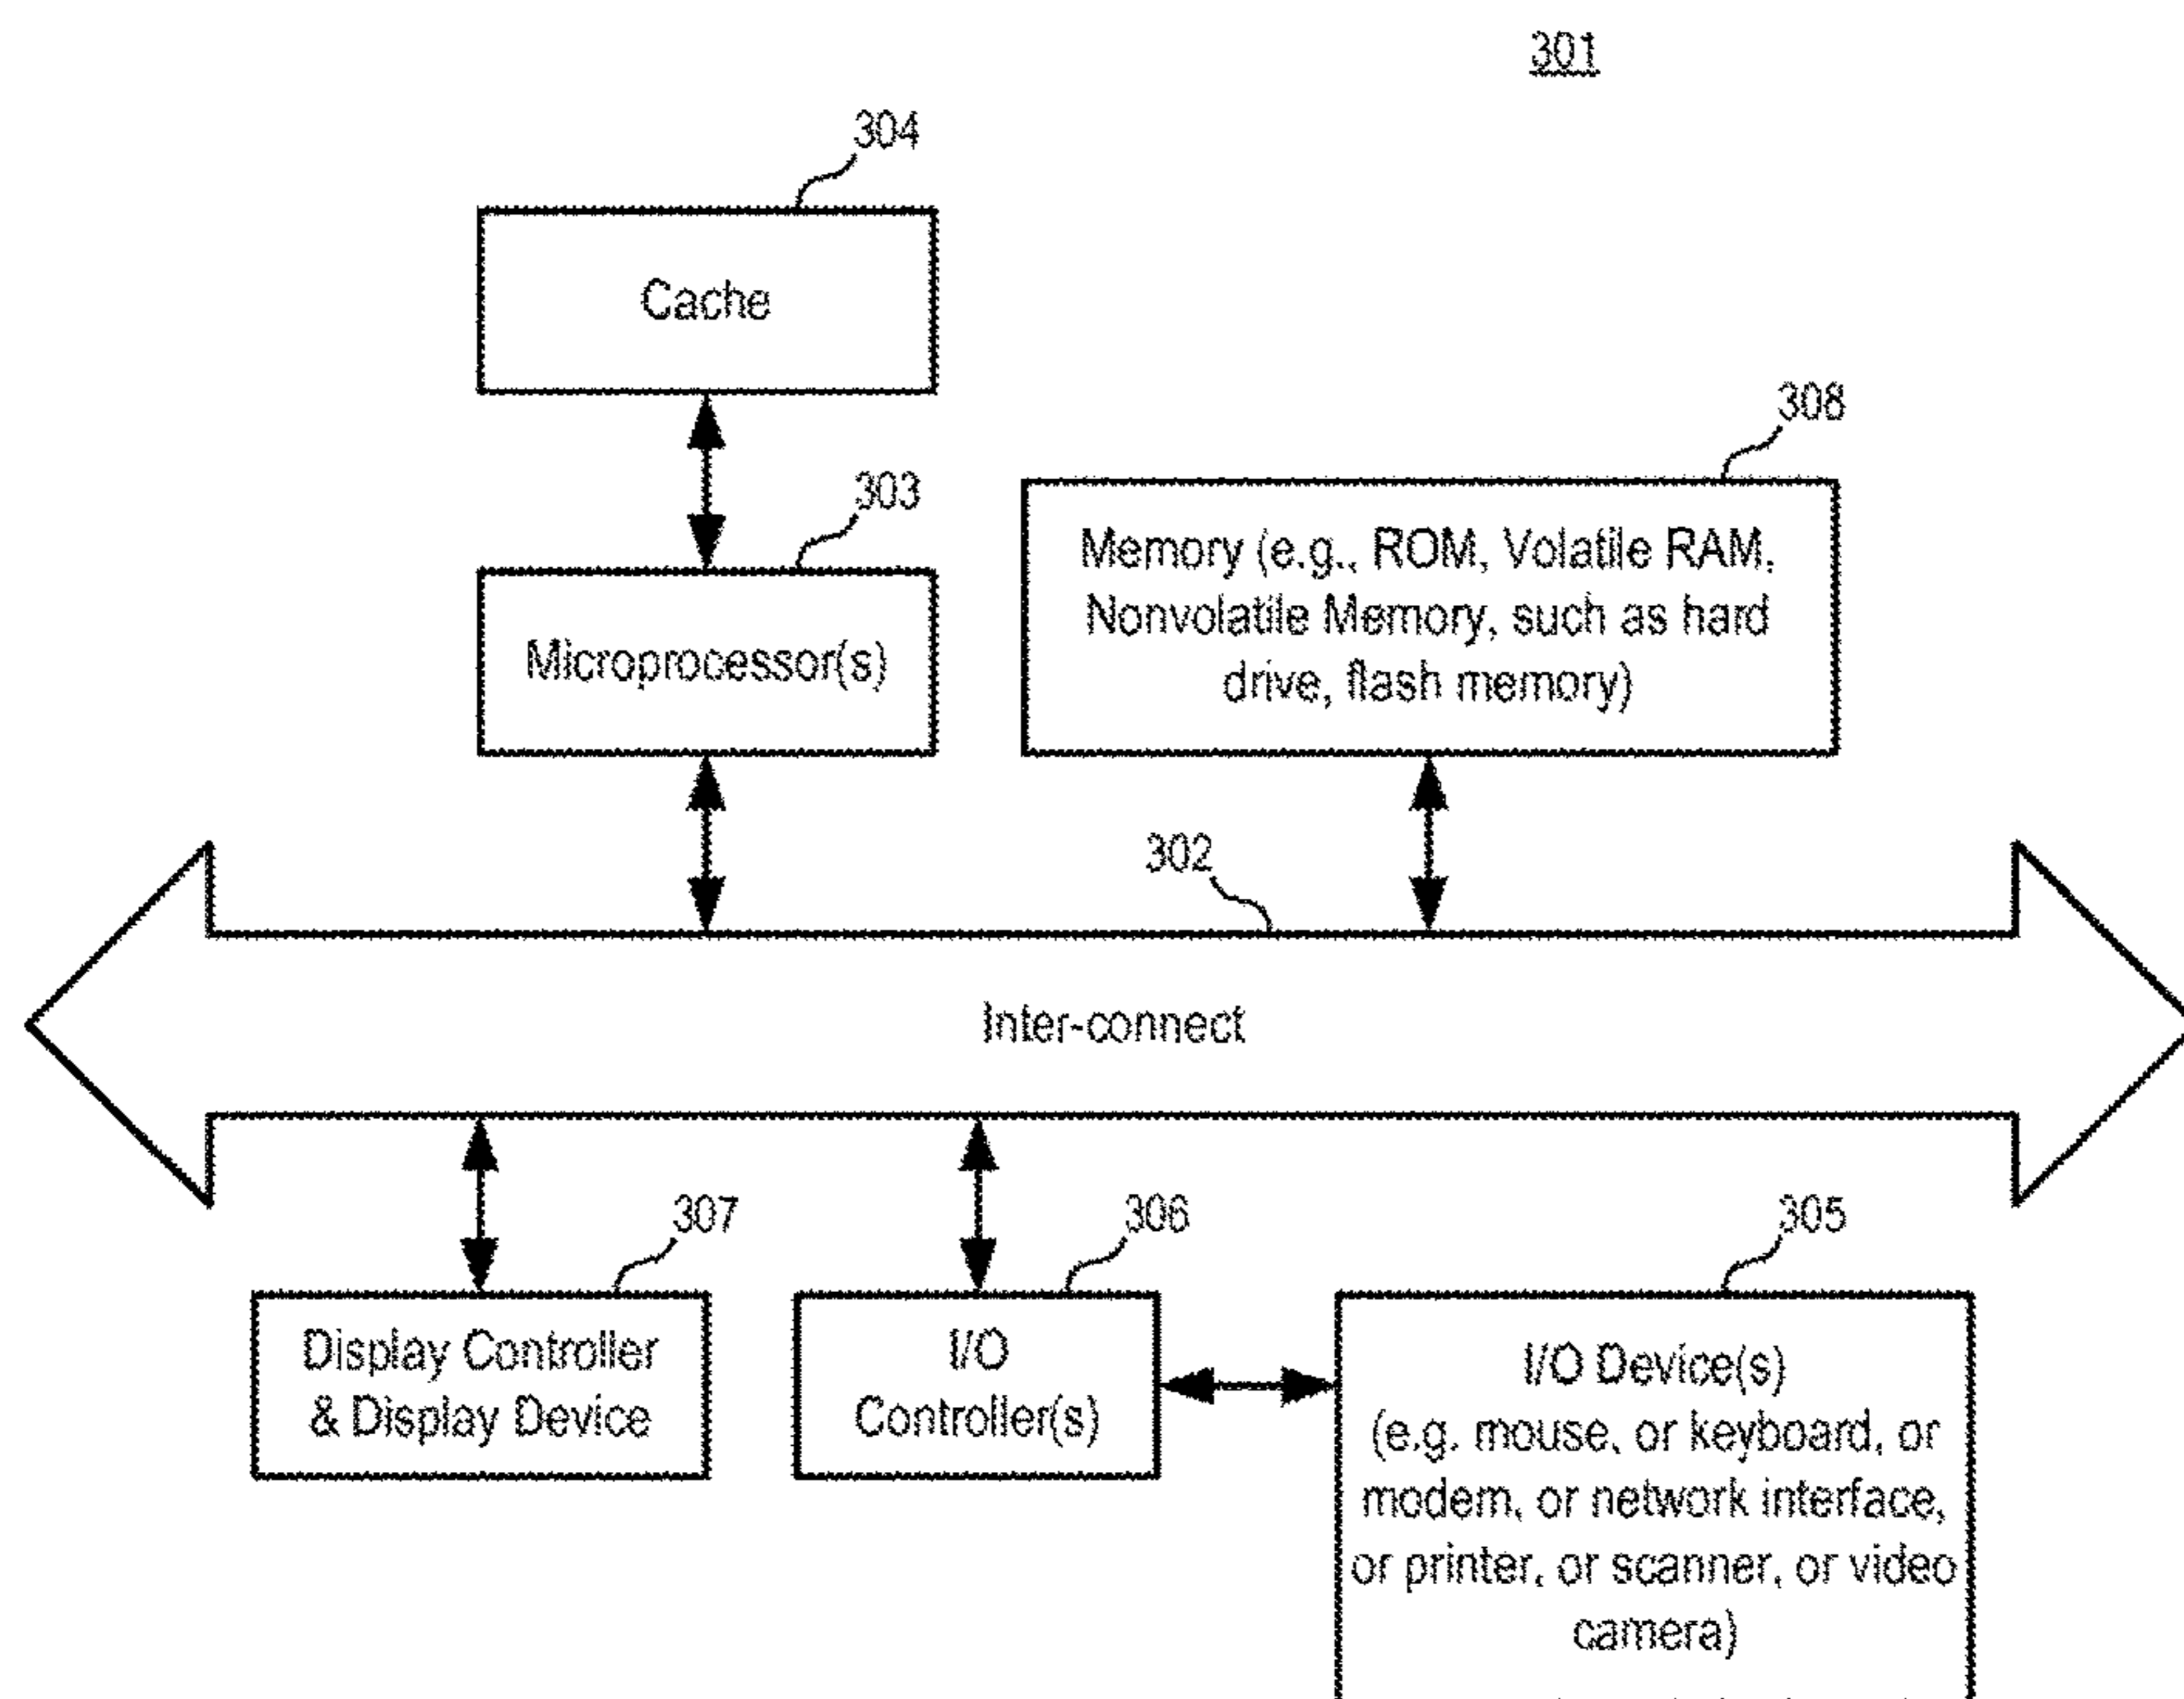 301
304
Cache
308
303
Memory (e.g., ROM, Volatile RAM,
Nonvolatile Memory, such as hard
drive, flash memory)
Microprocessor(s)
302
Inter-connect
307
306
305
Display Controller
& Display Device
I/O
Controller(s)
I/O Device(s)
(e.g. mouse, or keyboard, or
modem, or network interface,
or printer, or scanner, or video
camera)